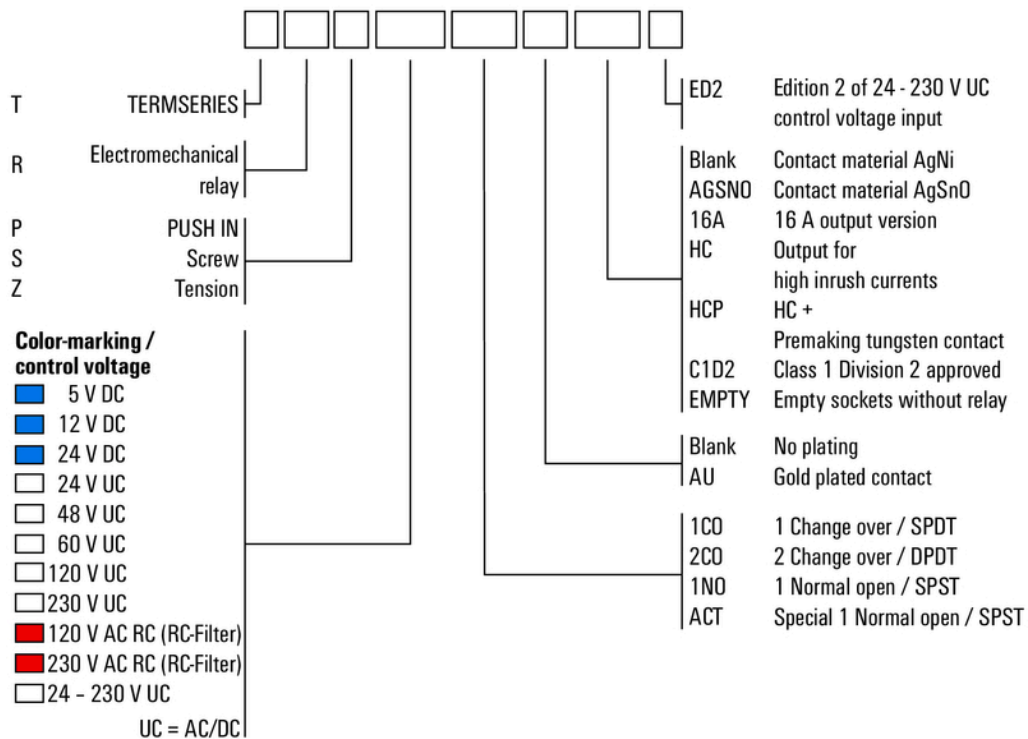 T TERMSERIES
R Electromechanical
relay
P PUSH IN
S Screw
Z Tension
Color-marking /
control voltage
5 V DC
12 V DC
24 V DC
24 V UC
48 V UC
60 V UC
120 V UC
230 V UC
120 V AC RC (RC-Filter)
230 V AC RC (RC-Filter)
24 – 230 V UC
UC = AC/DC
ED2 Edition 2 of 24 - 230 V UC
control voltage input
Blank Contact material AgNi
AGSNO Contact material AgSnO
16A 16 A output version
HC Output for
high inrush currents
HCP HC +
Premaking tungsten contact
C1D2 Class 1 Division 2 approved
EMPTY Empty sockets without relay
Blank No plating
AU Gold plated contact
1CO 1 Change over / SPDT
2CO 2 Change over / DPDT
1NO 1 Normal open / SPST
ACT Special 1 Normal open / SPST